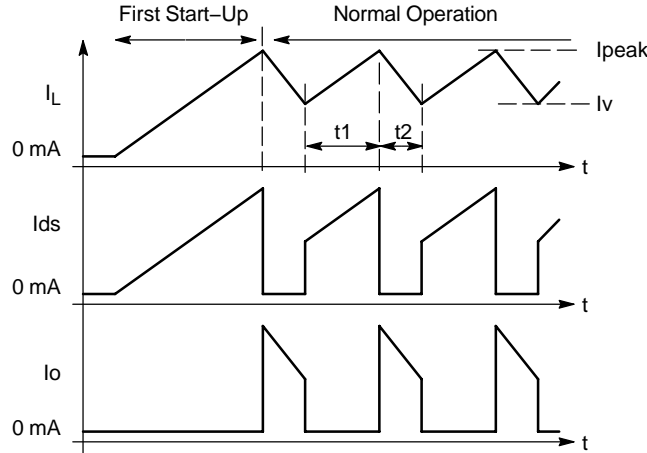 First Start–Up
Normal Operation
Ipeak
IL
Iv
t1
t2
0 mA
t
Ids
0 mA
t
Io
0 mA
t